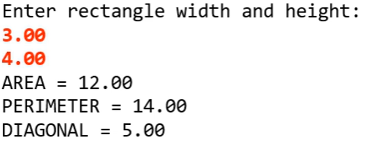 Enter rectangle width and height:
3.00
4.00
AREA = 12.00
PERIMETER = 14.00
DIAGONAL = 5.00